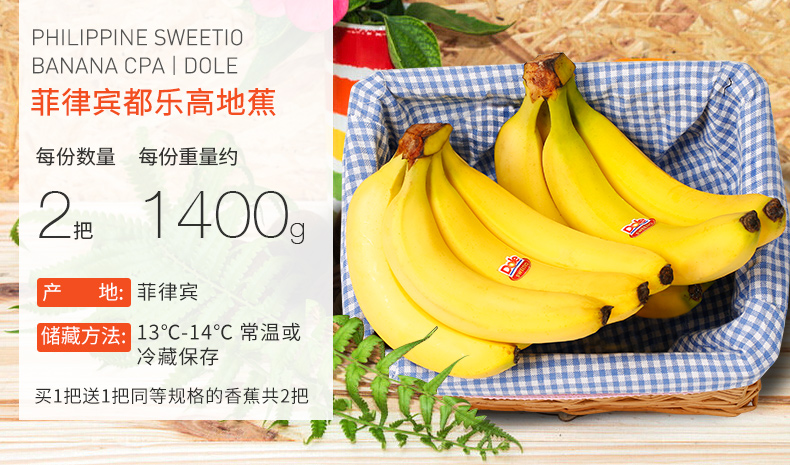 PHILIPPINE SWEETIO
BANANA CPA | DOLE
菲律宾都乐高地蕉
每份数量 每份重量约
2把 1400g
产 地: 菲律宾
储藏方法: 13℃-14℃ 常温或
冷藏保存
买1把送1把同等规格的香蕉共2把
Dole
Dole